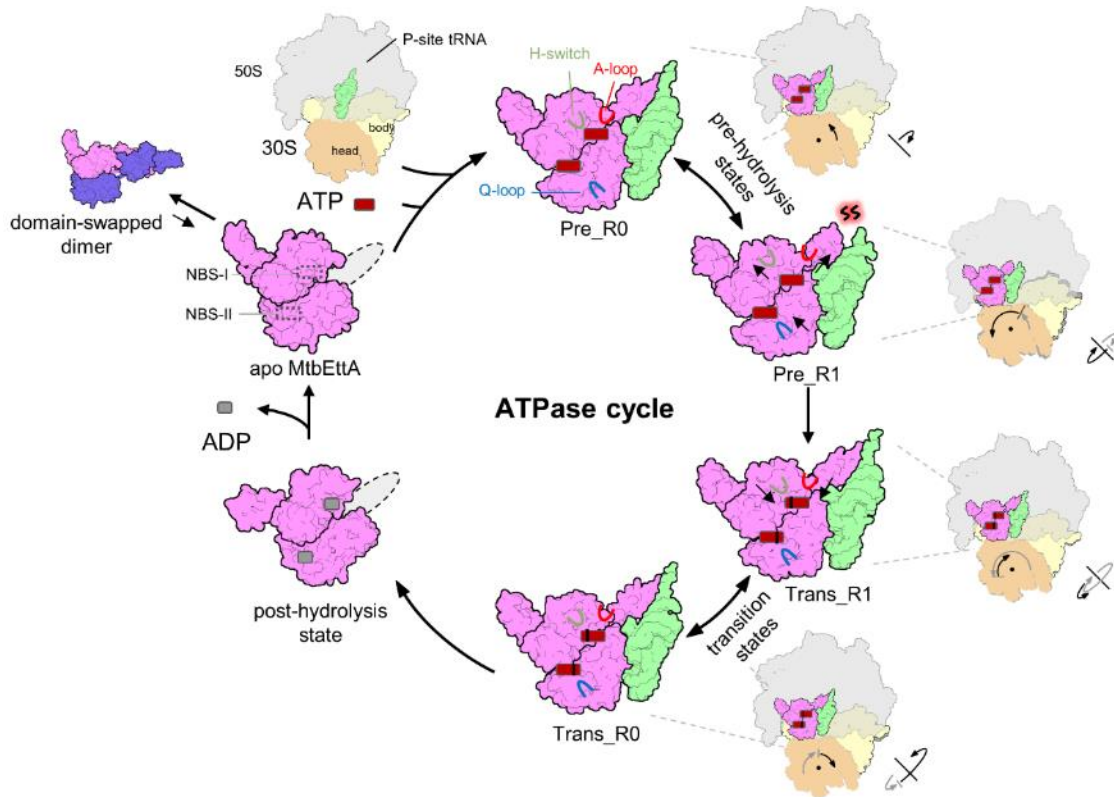 P-site tRNA
50S
30S
body
head
H-switch
A-loop
Q-loop
Pre_R0
pre-hydrolysis
states
ATP
domain-swapped
dimer
NBS-I
NBS-II
apo MtbEttA
SS
Pre_R1
ATPase cycle
ADP
Trans_R1
transition
states
post-hydrolysis
state
Trans_R0